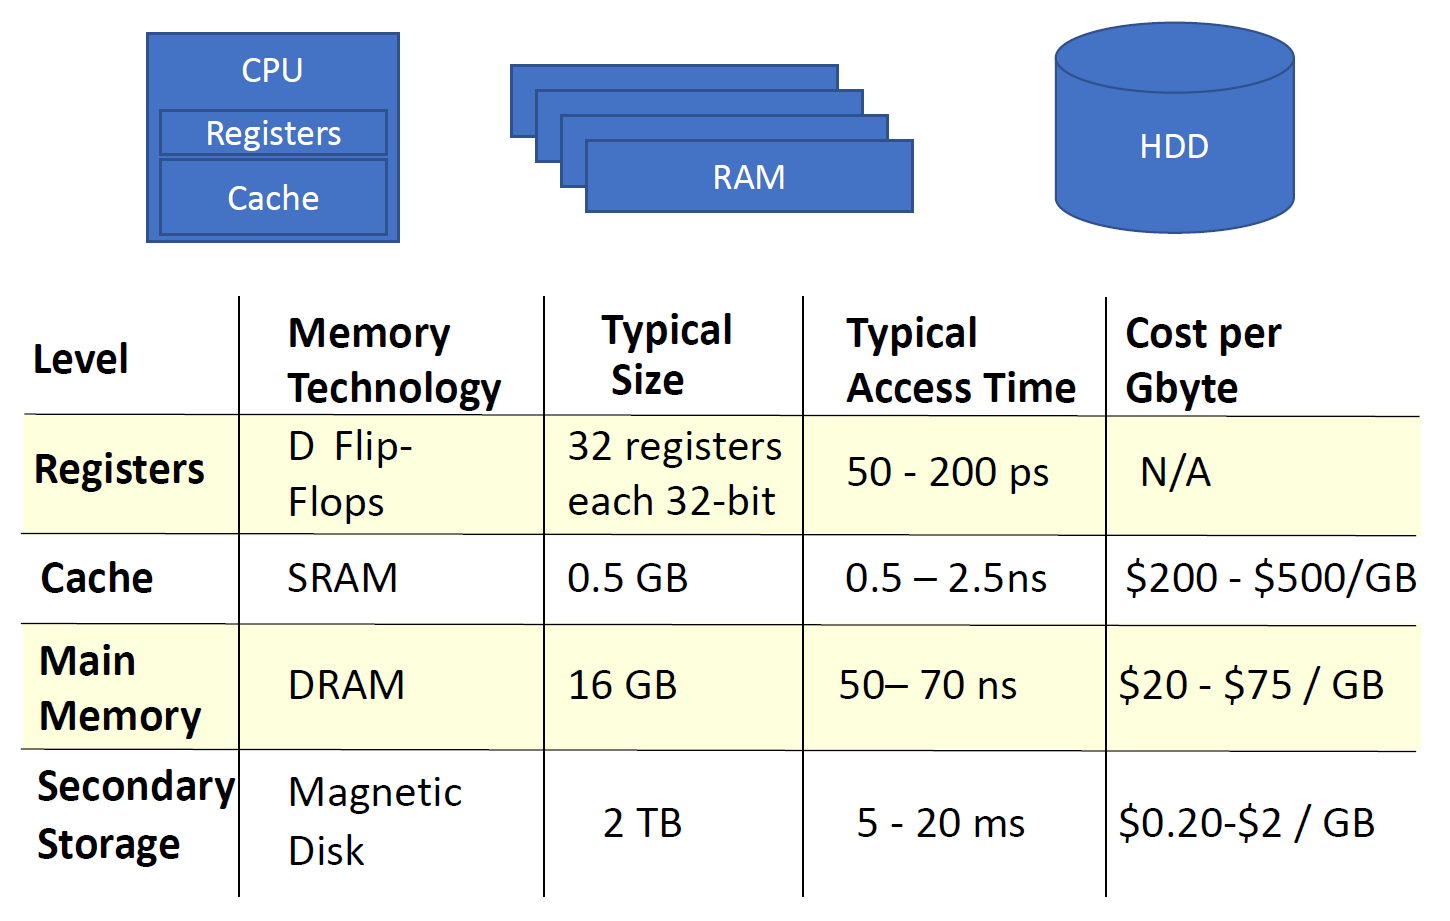 CPU
Registers
Cache
RAM
HDD
Level
Memory
Technology
Typical
Size
Typical
Access Time
Cost per
Gbyte
Registers
D Flip-
Flops
32 registers
each 32-bit
50 - 200 ps
N/A
Cache
SRAM
0.5 GB
0.5 – 2.5ns
$200 - $500/GB
Main
Memory
DRAM
16 GB
50– 70 ns
$20 - $75 / GB
Secondary
Storage
Magnetic
Disk
2 TB
5 - 20 ms
$0.20-$2 / GB